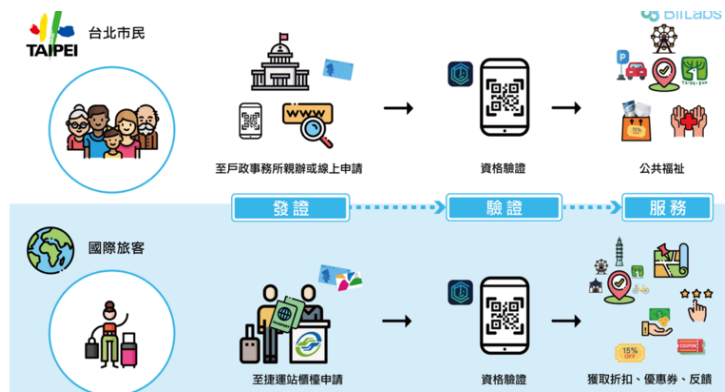 TAIPEI
台北市民
BiiLabs
P
WWW
至戶政事務所親辦或線上申請
資格驗證
公共福祉
發證
驗證
服務
國際旅客
PASSPORT
15%
OFF
COUPON
至捷運站櫃檯申請
資格驗證
獲取折扣、優惠券、反饋